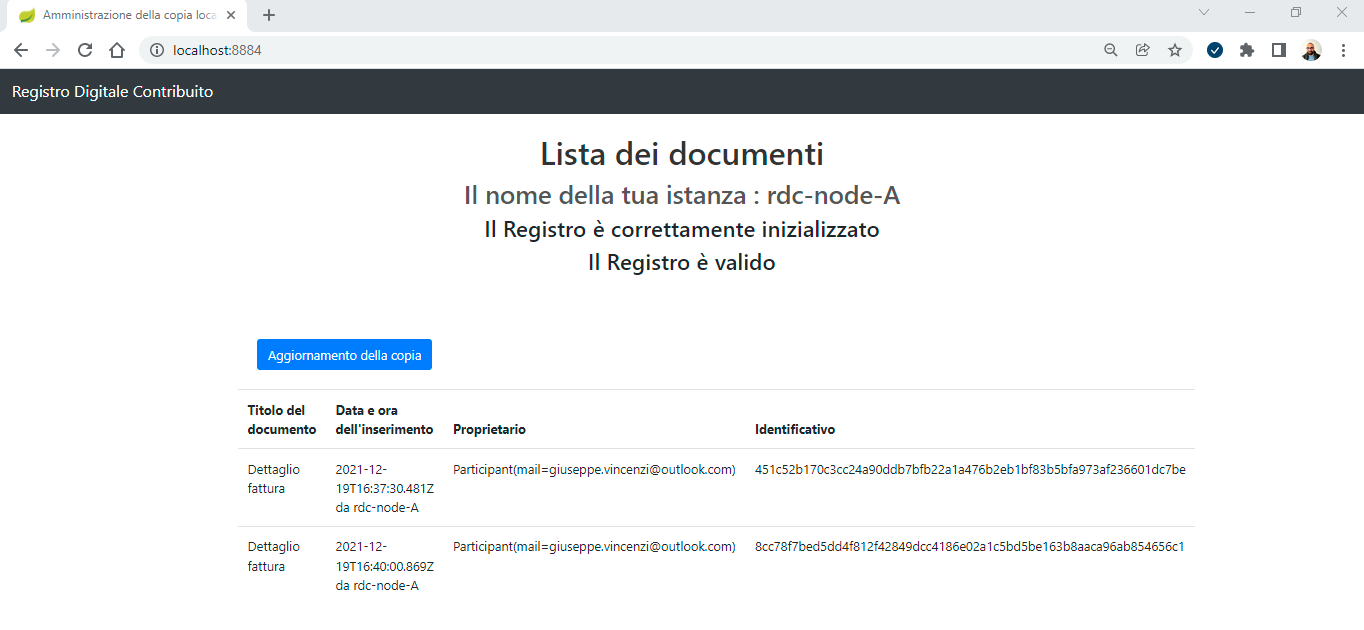 Amministrazione della copia loca
localhost:8884
Registro Digitale Contribuito
Lista dei documenti
Il nome della tua istanza : rdc-node-A
Il Registro è correttamente inizializzato
Il Registro è valido
Aggiornamento della copia
Titolo del
documento
Data e ora
dell'inserimento
Proprietario
Identificativo
Dettaglio
fattura
2021-12-
19T16:37:30.481Z
da rdc-node-A
Participant(mail=giuseppe.vincenzi@outlook.com)
451c52b170c3cc24a90ddb7bfb22a1a476b2eb1bf83b5bfa973af236601dc7be
Dettaglio
fattura
2021-12-
19T16:40:00.869Z
da rdc-node-A
Participant(mail=giuseppe.vincenzi@outlook.com)
8cc78f7bed5dd4f812f42849dcc4186e02a1c5bd5be163b8aaca96ab854656c1